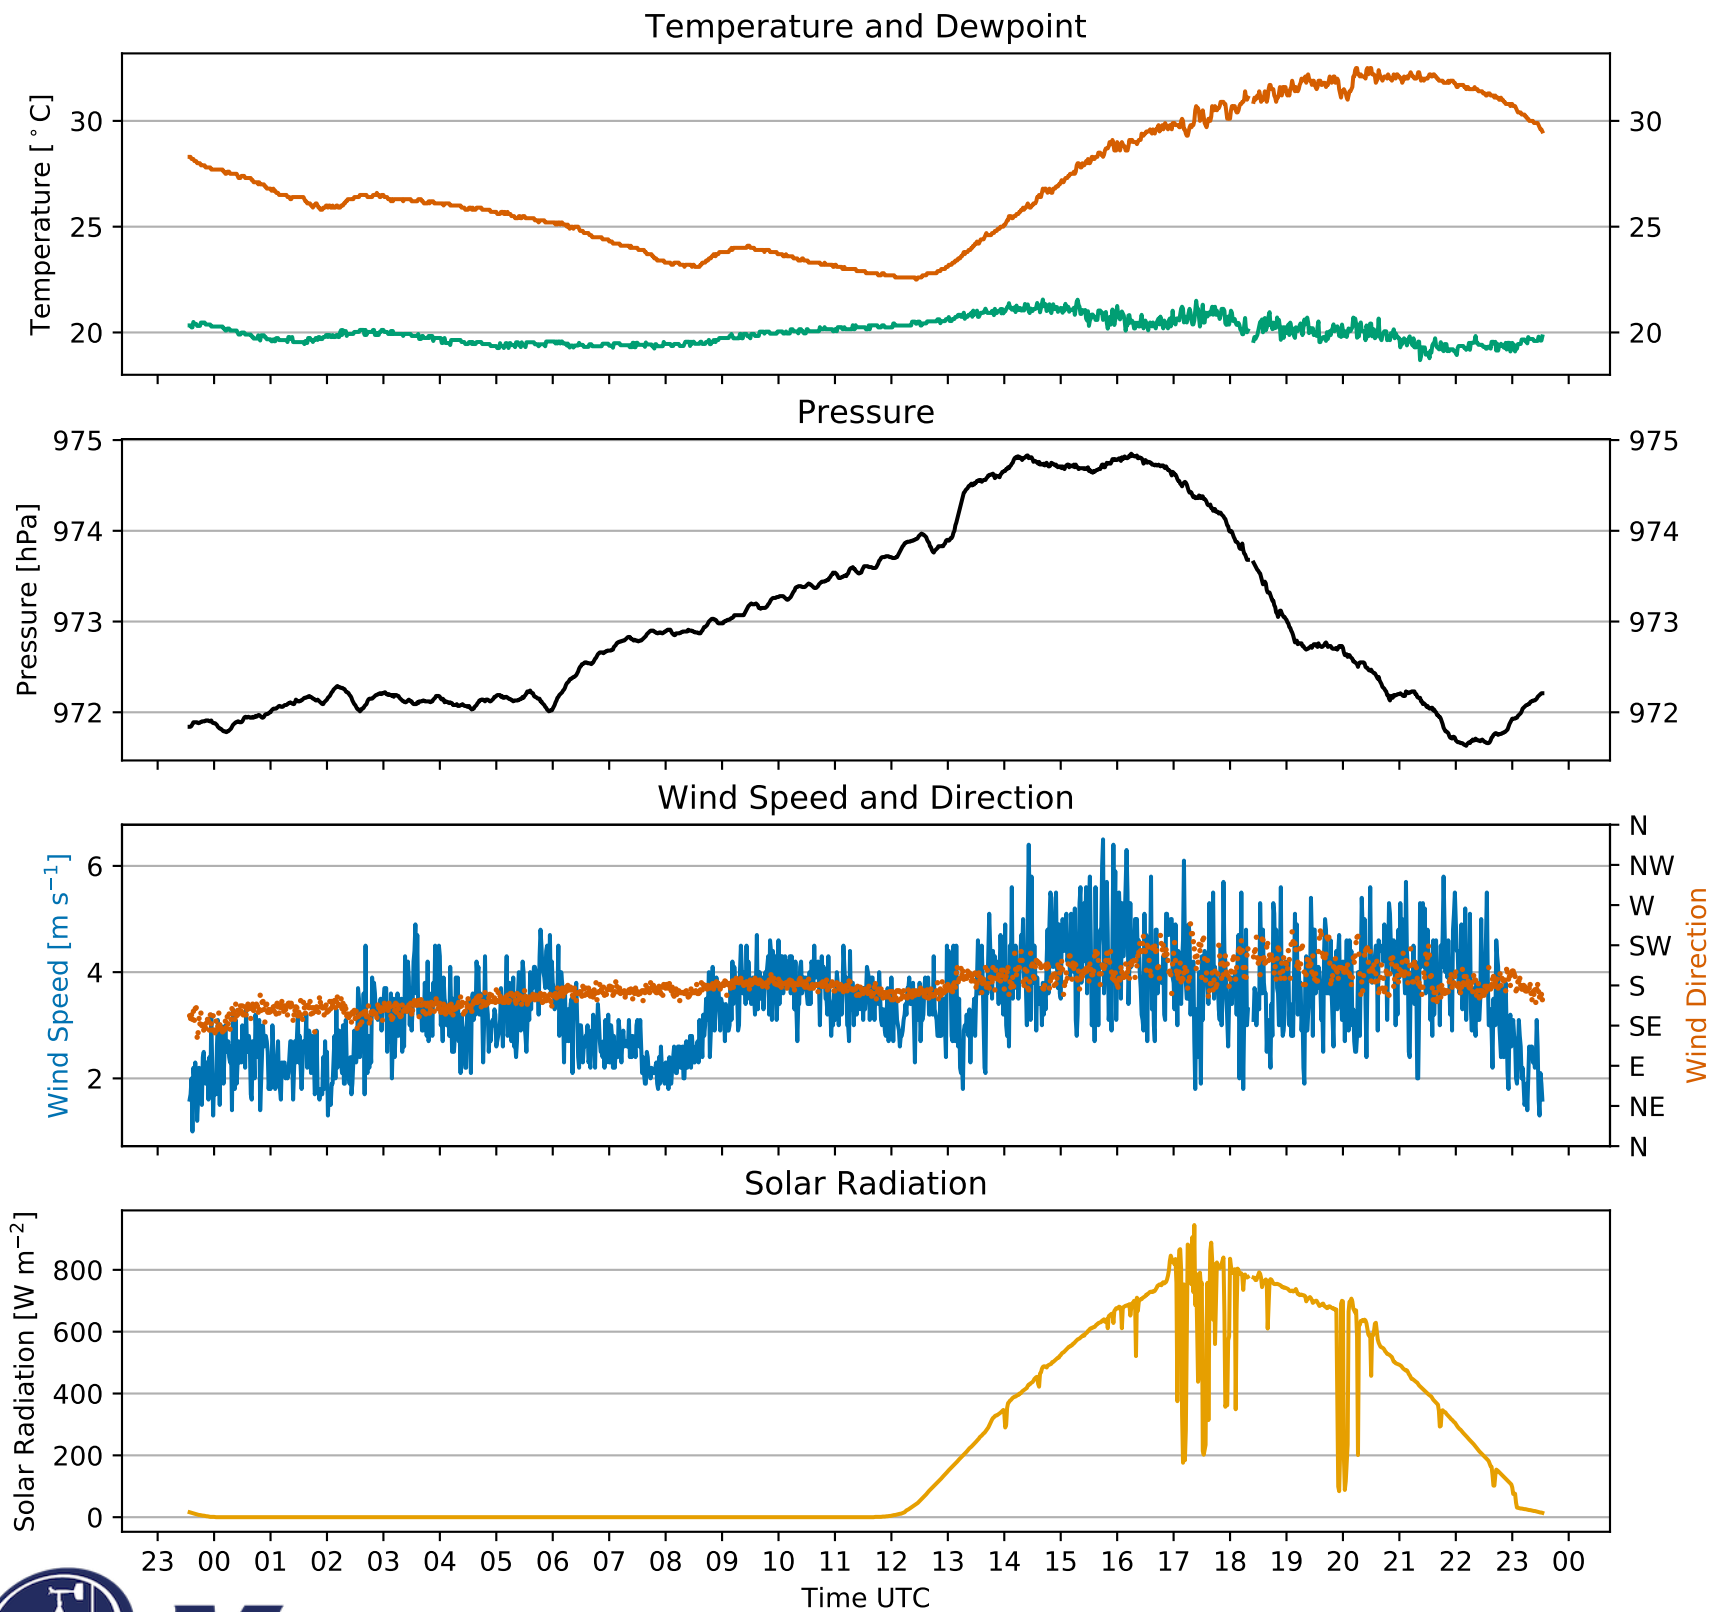 Temperature and Dewpoint
Temperature [°C]
30 30
25 25
20 20
Pressure
Pressure [hPa]
975 975
974 974
973 973
972 972
Wind Speed and Direction
Wind Speed [m s⁻¹]
Wind Direction
N
6 NW
W
SW
4 S
SE
2 E
NE
N
Solar Radiation
Solar Radiation [W m⁻²]
800
600
400
200
0
23 00 01 02 03 04 05 06 07 08 09 10 11 12 13 14 15 16 17 18 19 20 21 22 23 00
Time UTC